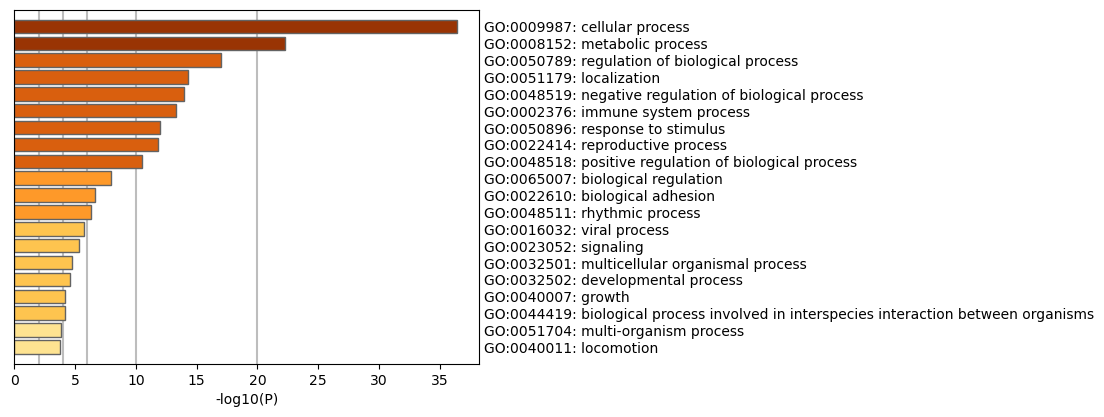 GO:0009987: cellular process
GO:0008152: metabolic process
GO:0050789: regulation of biological process
GO:0051179: localization
GO:0048519: negative regulation of biological process
GO:0002376: immune system process
GO:0050896: response to stimulus
GO:0022414: reproductive process
GO:0048518: positive regulation of biological process
GO:0065007: biological regulation
GO:0022610: biological adhesion
GO:0048511: rhythmic process
GO:0016032: viral process
GO:0023052: signaling
GO:0032501: multicellular organismal process
GO:0032502: developmental process
GO:0040007: growth
GO:0044419: biological process involved in interspecies interaction between organisms
GO:0051704: multi-organism process
GO:0040011: locomotion
0 5 10 15 20 25 30 35
-log10(P)